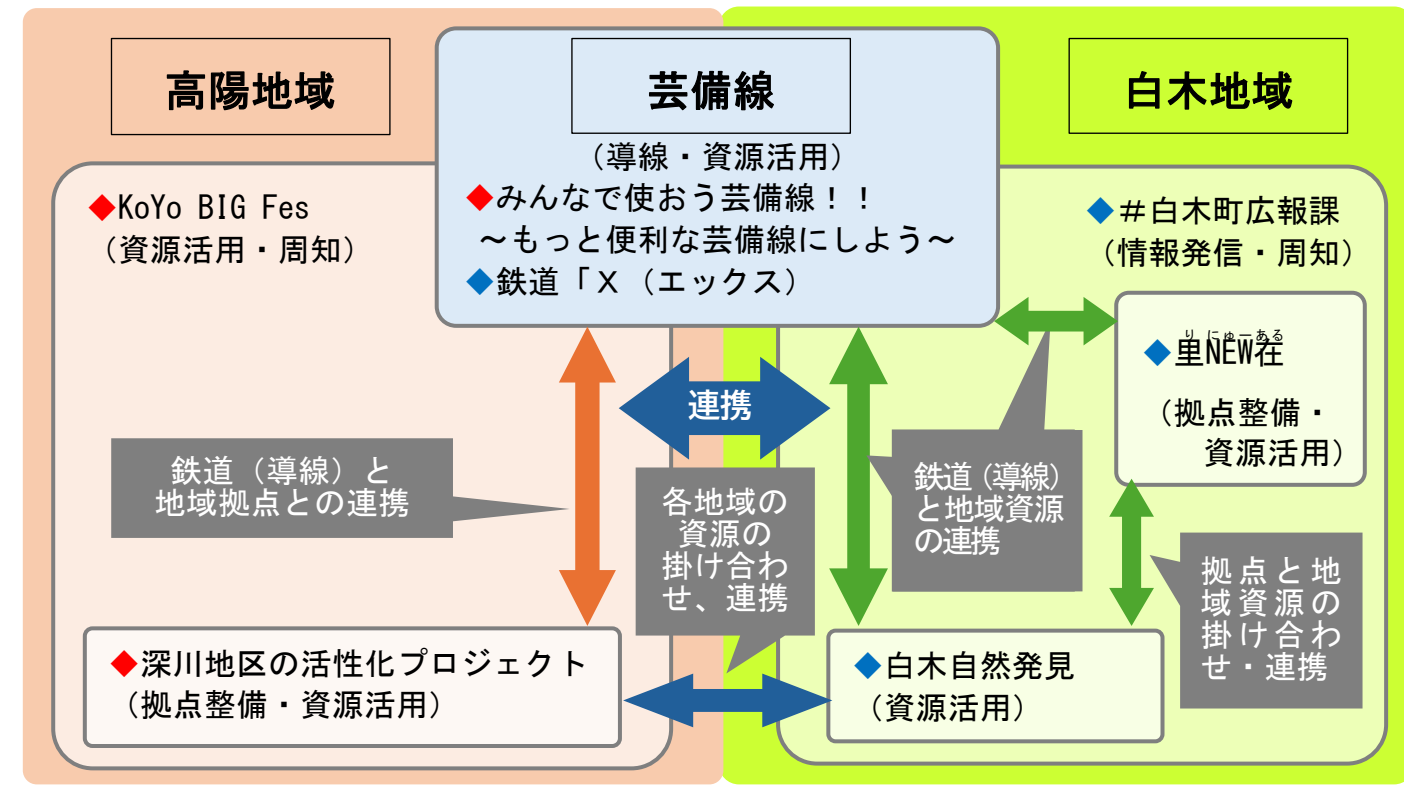 高陽地域
芸備線
白木地域
(導線・資源活用)
◆みんなで使おう芸備線！！
～もっと便利な芸備線にしよう～
◆鉄道「Ｘ(エックス)
◆KoYo BIG Fes
(資源活用・周知)
◆＃白木町広報課
(情報発信・周知)
りにゅーある
◆里NEW在
(拠点整備・
資源活用)
連携
鉄道(導線)と
地域拠点との連携
各地域の
資源の
掛け合わ
せ、連携
鉄道(導線)
と地域資源
の連携
拠点と地
域資源の
掛け合わ
せ・連携
◆深川地区の活性化プロジェクト
(拠点整備・資源活用)
◆白木自然発見
(資源活用)